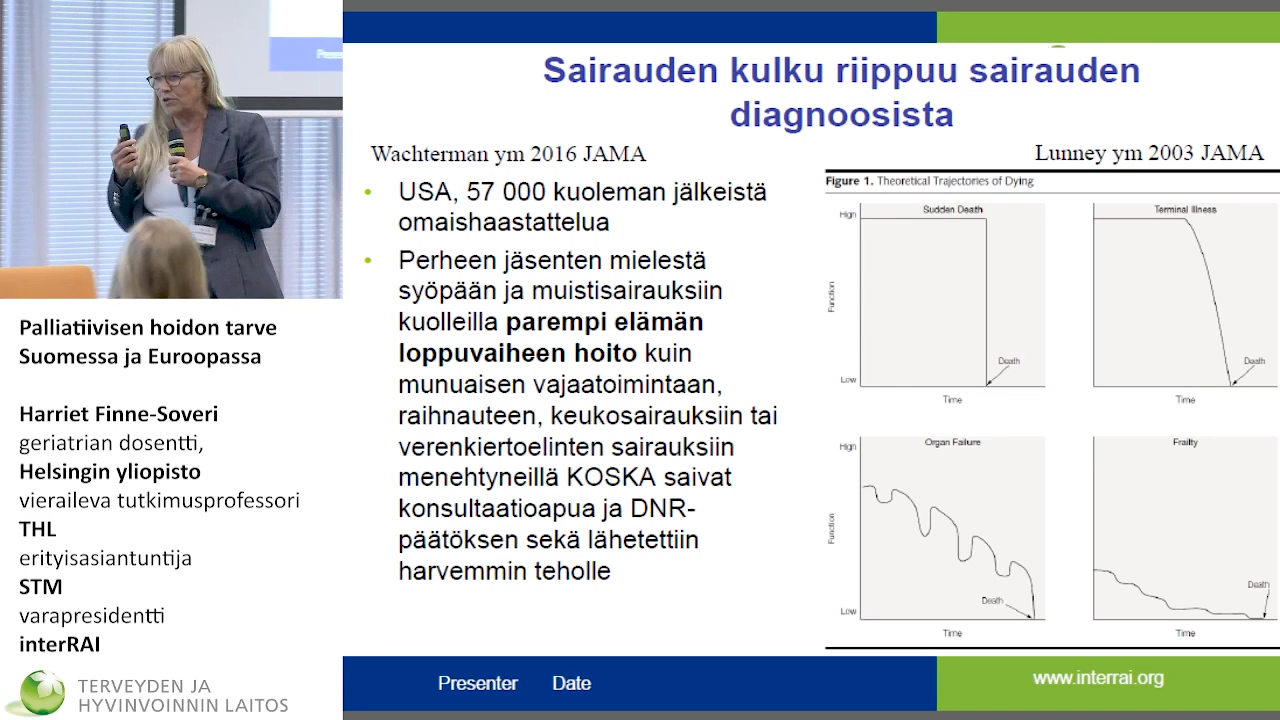 Palliatiivisen hoidon tarve
Suomessa ja Euroopassa
Harriet Finne-Soveri
geriatrian dosentti,
Helsingin yliopisto
vieraileva tutkimusprofessori
THL
erityisasiantuntija
STM
varapresidentti
interRAI
TERVEYDEN JA
HYVINVOINNIN LAITOS
Sairauden kulku riippuu sairauden
diagnoosista
Wachterman ym 2016 JAMA
• USA, 57 000 kuoleman jälkeistä
omaishaastattelua
• Perheen jäsenten mielestä
syöpään ja muistisairauksiin
kuolleilla parempi elämän
loppuvaiheen hoito kuin
munuaisen vajaatoimintaan,
raihnauteen, keukosairauksiin tai
verenkiertoelinten sairauksiin
menehtyneillä KOSKA saivat
konsultaatioapua ja DNR-
päätöksen sekä lähetettiin
harvemmin teholle
Lunney ym 2003 JAMA
Figure 1. Theoretical Trajectories of Dying
Sudden Death
High
Function
Low
Death
Time
Terminal Illness
Death
Time
Organ Failure
High
Function
Low
Death
Time
Frailty
Death
Time
Presenter Date
www.interrai.org